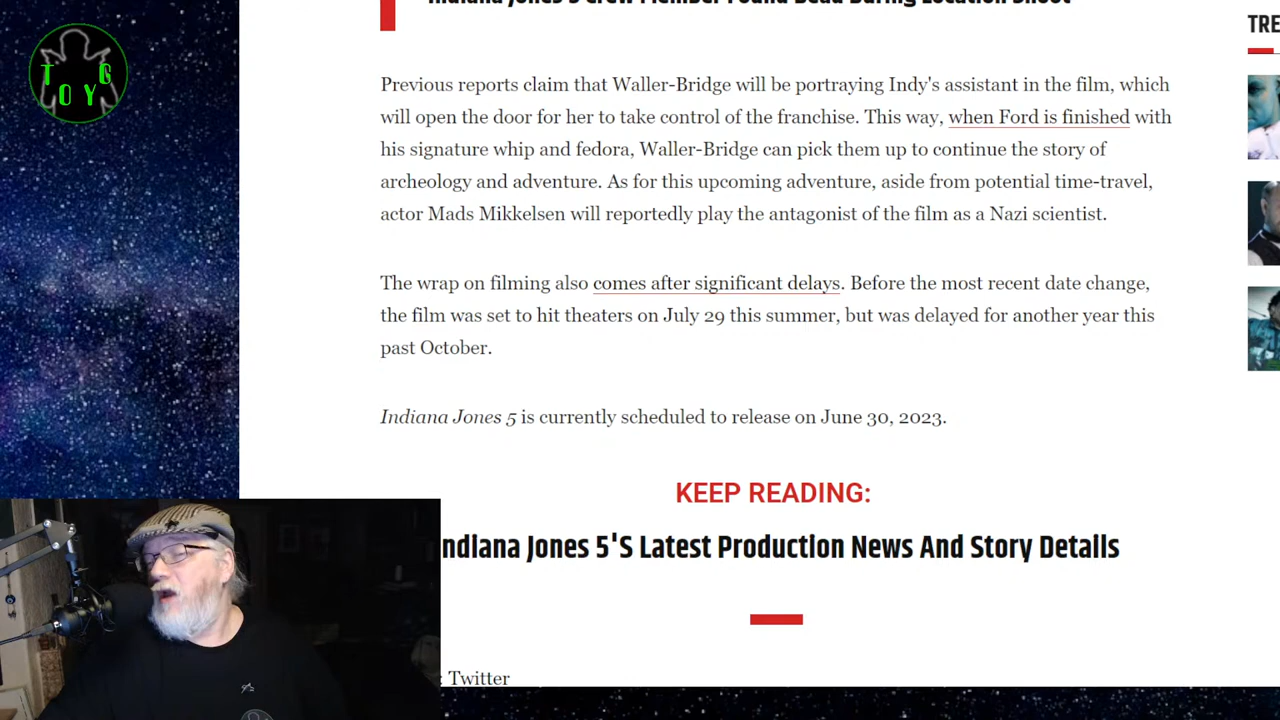 Indiana Jones 5 Crew Member Found Dead During Location Shoot
TRE
T G
O Y
Previous reports claim that Waller-Bridge will be portraying Indy's assistant in the film, which
will open the door for her to take control of the franchise. This way, when Ford is finished with
his signature whip and fedora, Waller-Bridge can pick them up to continue the story of
archeology and adventure. As for this upcoming adventure, aside from potential time-travel,
actor Mads Mikkelsen will reportedly play the antagonist of the film as a Nazi scientist.
The wrap on filming also comes after significant delays. Before the most recent date change,
the film was set to hit theaters on July 29 this summer, but was delayed for another year this
past October.
Indiana Jones 5 is currently scheduled to release on June 30, 2023.
KEEP READING:
ndiana Jones 5'S Latest Production News And Story Details
: Twitter